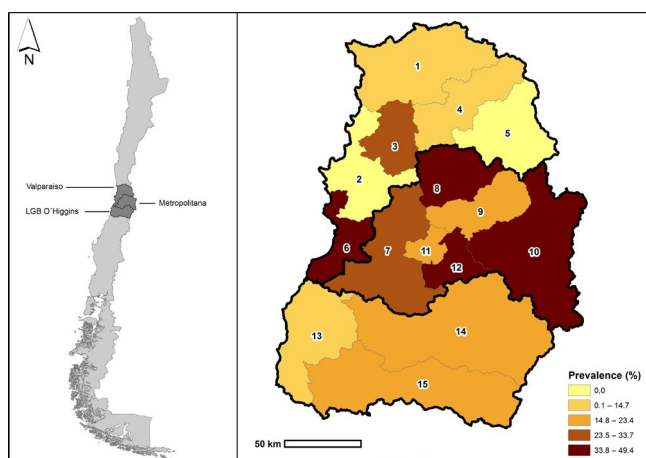 N
Valparaiso
Metropolitana
LGB O´Higgins
1
4
5
3
2
8
9
6
7
11
10
12
13
14
15
Prevalence (%)
0,0
0.1 – 14.7
14.8 – 23.4
23.5 – 33.7
33.8 – 49.4
50 km